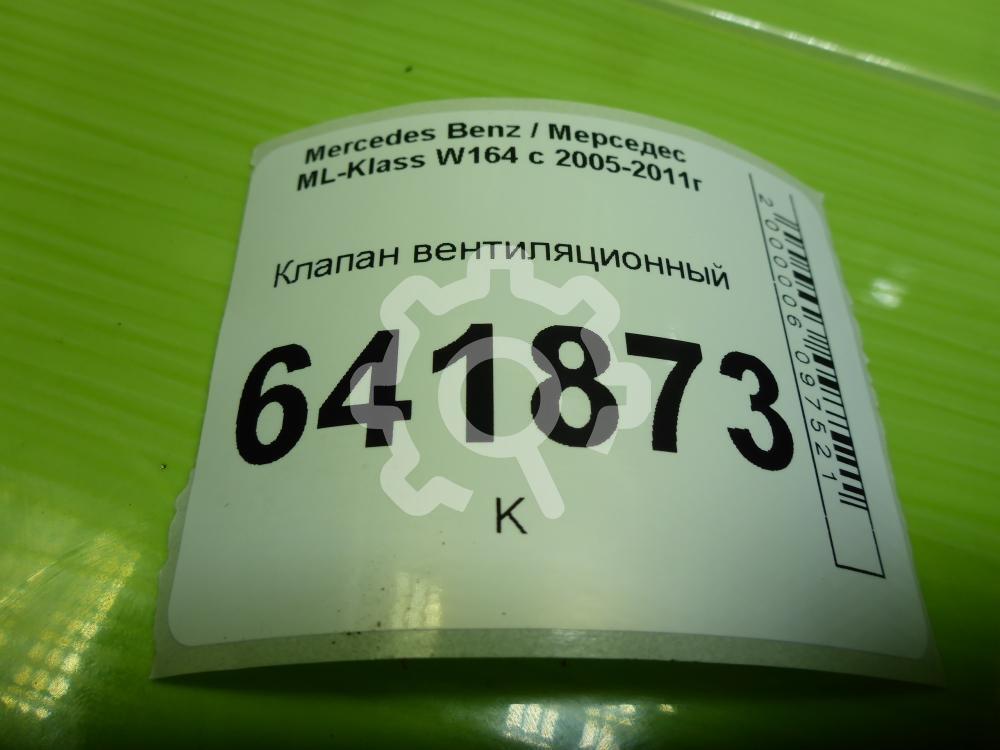 Mercedes Benz / Мерседес
ML-Klass W164 с 2005-2011г
Клапан вентиляционный
641873
К
2000006097521